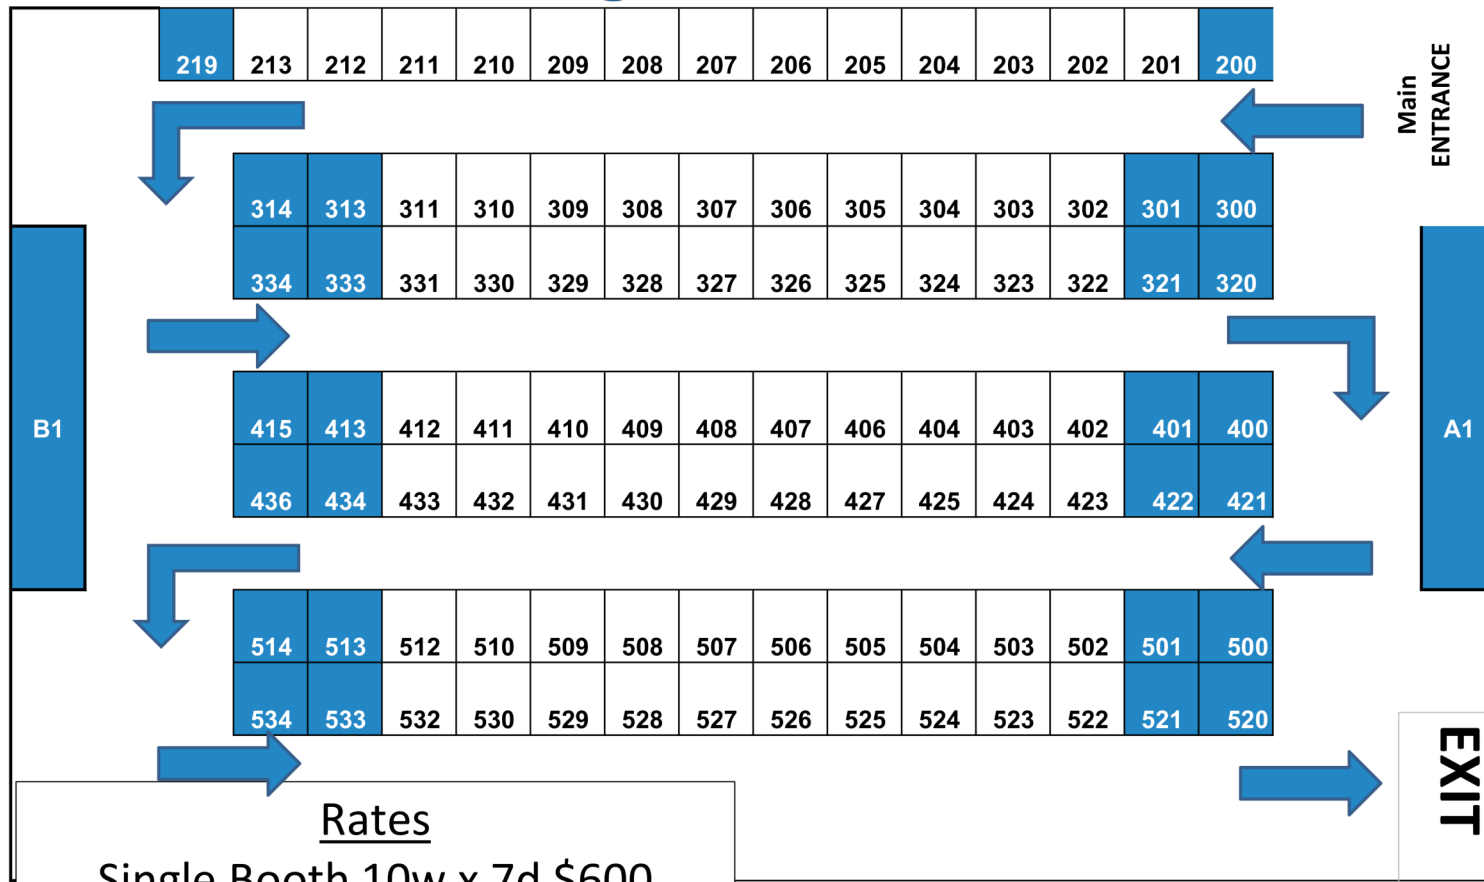 219 213 212 211 210 209 208 207 206 205 204 203 202 201 200
Main
ENTRANCE
314 313 311 310 309 308 307 306 305 304 303 302 301 300
334 333 331 330 329 328 327 326 325 324 323 322 321 320
B1
415 413 412 411 410 409 408 407 406 404 403 402 401 400
A1
436 434 433 432 431 430 429 428 427 425 424 423 422 421
514 513 512 510 509 508 507 506 505 504 503 502 501 500
534 533 532 530 529 528 527 526 525 524 523 522 521 520
EXIT
Rates
Single Booth 10w x 7d $600